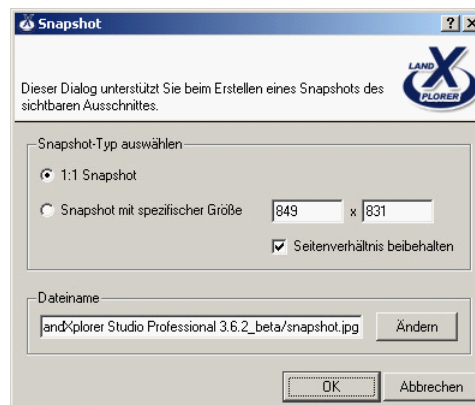 Snapshot
LAND
X
PLORER
Dieser Dialog unterstützt Sie beim Erstellen eines Snapshots des
sichtbaren Ausschnittes.
Snapshot-Typ auswählen
1:1 Snapshot
Snapshot mit spezifischer Größe 849 x 831
Seitenverhältnis beibehalten
Dateiname
andXplorer Studio Professional 3.6.2_beta/snapshot.jpg Ändern
OK Abbrechen